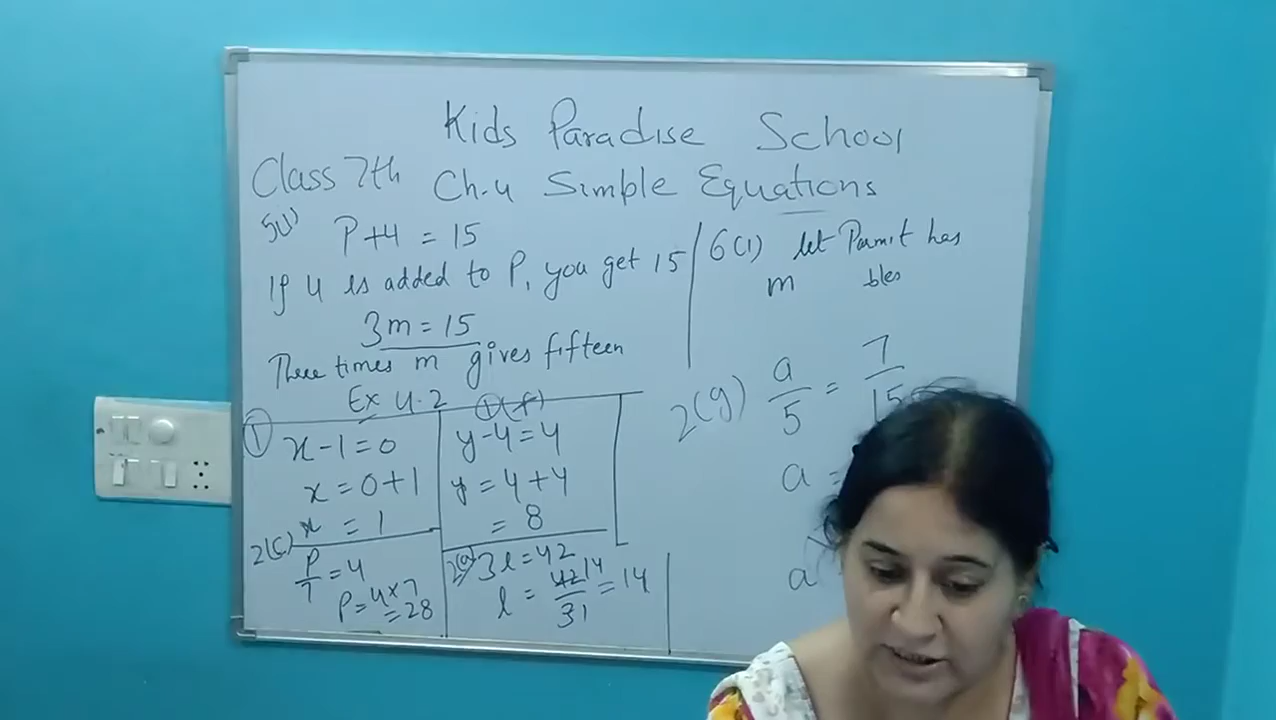 Kids Paradise School
Class 7th Ch.4 Simple Equations
5(i) P+4 = 15
If 4 is added to P, you get 15
3m = 15
Three times m gives fifteen
Ex 4.2
① x-1=0
x = 0+1
x = 1
1(f)
y-4=4
y = 4+4
= 8
2(c) P/7 = 4
P = 4×7
= 28
2(a) 3l = 42
l = 42/3 = 14
6(i) let Parmit has
m bles
2(g) a/5 = 7/15
a =
a